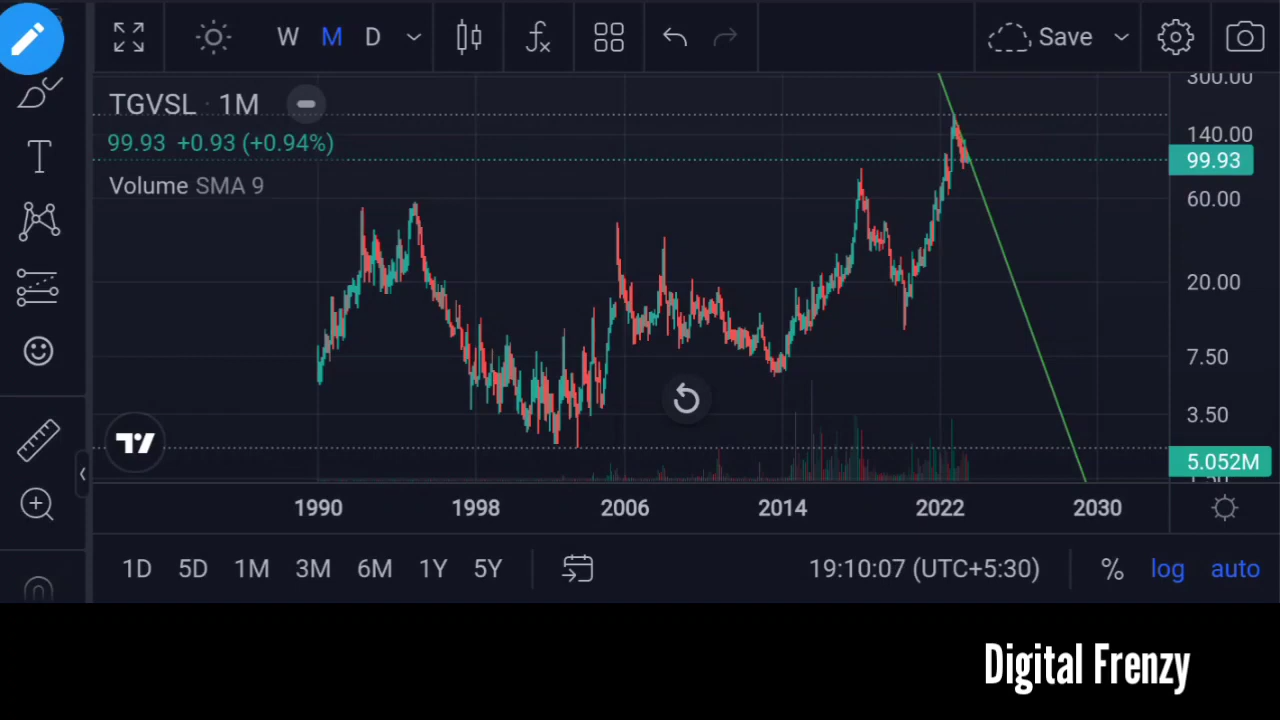 W M D
Save
TGVSL · 1M
99.93 +0.93 (+0.94%)
Volume SMA 9
300.00
140.00
99.93
60.00
20.00
7.50
3.50
5.052M
1.50
1990 1998 2006 2014 2022 2030
1D 5D 1M 3M 6M 1Y 5Y
19:10:07 (UTC+5:30) % log auto
Digital Frenzy